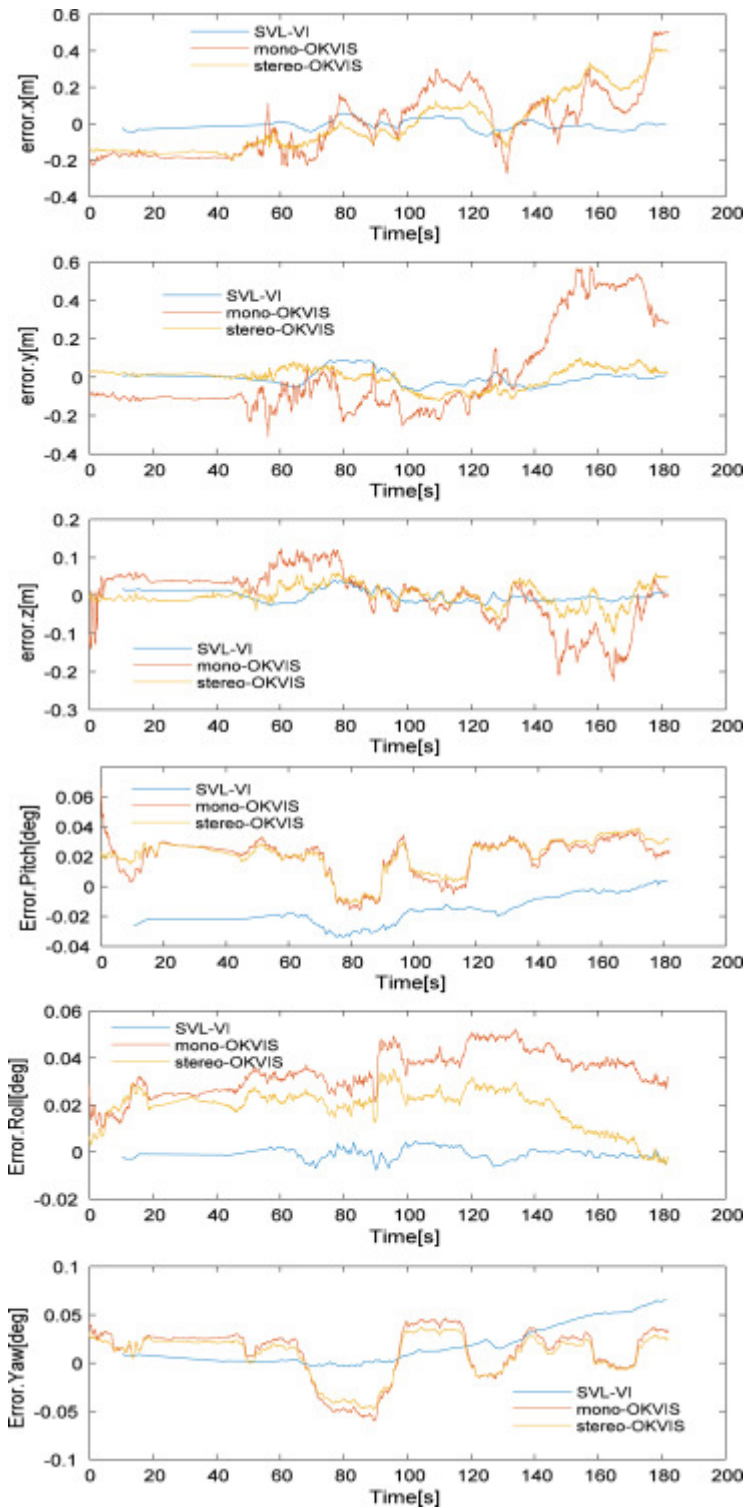 0.6
0.4
0.2
0
-0.2
-0.4
error.x[m]
SVL-VI
mono-OKVIS
stereo-OKVIS
0 20 40 60 80 100 120 140 160 180 200
Time[s]
0.6
0.4
0.2
0
-0.2
-0.4
error.y[m]
SVL-VI
mono-OKVIS
stereo-OKVIS
0 20 40 60 80 100 120 140 160 180 200
Time[s]
0.2
0.1
0
-0.1
-0.2
-0.3
error.z[m]
SVL-VI
mono-OKVIS
stereo-OKVIS
0 20 40 60 80 100 120 140 160 180 200
Time[s]
0.06
0.04
0.02
0
-0.02
-0.04
Error.Pitch[deg]
SVL-VI
mono-OKVIS
stereo-OKVIS
0 20 40 60 80 100 120 140 160 180 200
Time[s]
0.06
0.04
0.02
0
-0.02
Error.Roll[deg]
SVL-VI
mono-OKVIS
stereo-OKVIS
0 20 40 60 80 100 120 140 160 180 200
Time[s]
0.1
0.05
0
-0.05
-0.1
Error.Yaw[deg]
SVL-VI
mono-OKVIS
stereo-OKVIS
0 20 40 60 80 100 120 140 160 180 200
Time[s]